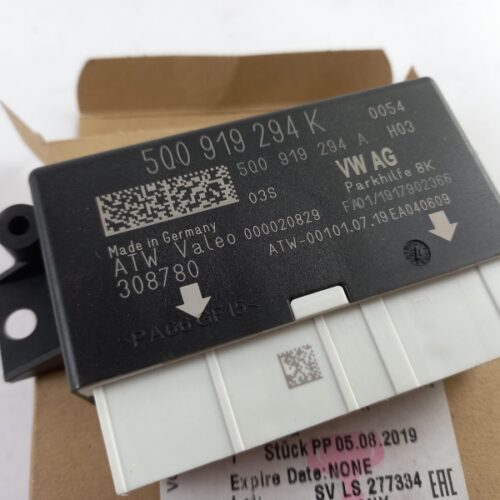 5Q0 919 294 K 0054
5Q0 919 294 A H03
03S VW AG
Parkhilfe 8K
Made in Germany FA01/1917902366
ATW Valeo 000020829 ATW-00101.07.19EA040609
308780
>PA66 GF15<
Stück PP 05.08.2019
Expire Date:NONE
SV LS 277334 EAC